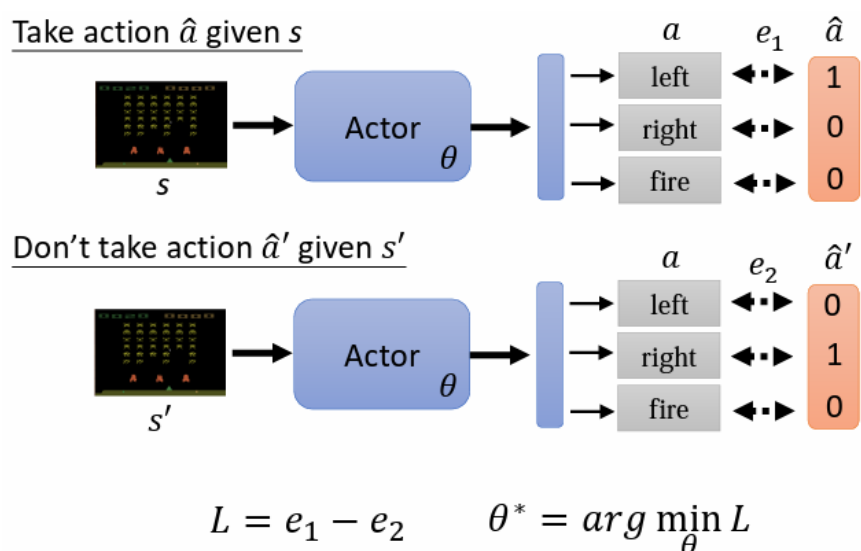 Take action â given s
a e₁ â
left 1
Actor right 0
θ
fire 0
s
Don't take action â′ given s′
a e₂ â′
left 0
Actor right 1
θ
fire 0
s′
L = e₁ − e₂ θ* = arg min L
θ